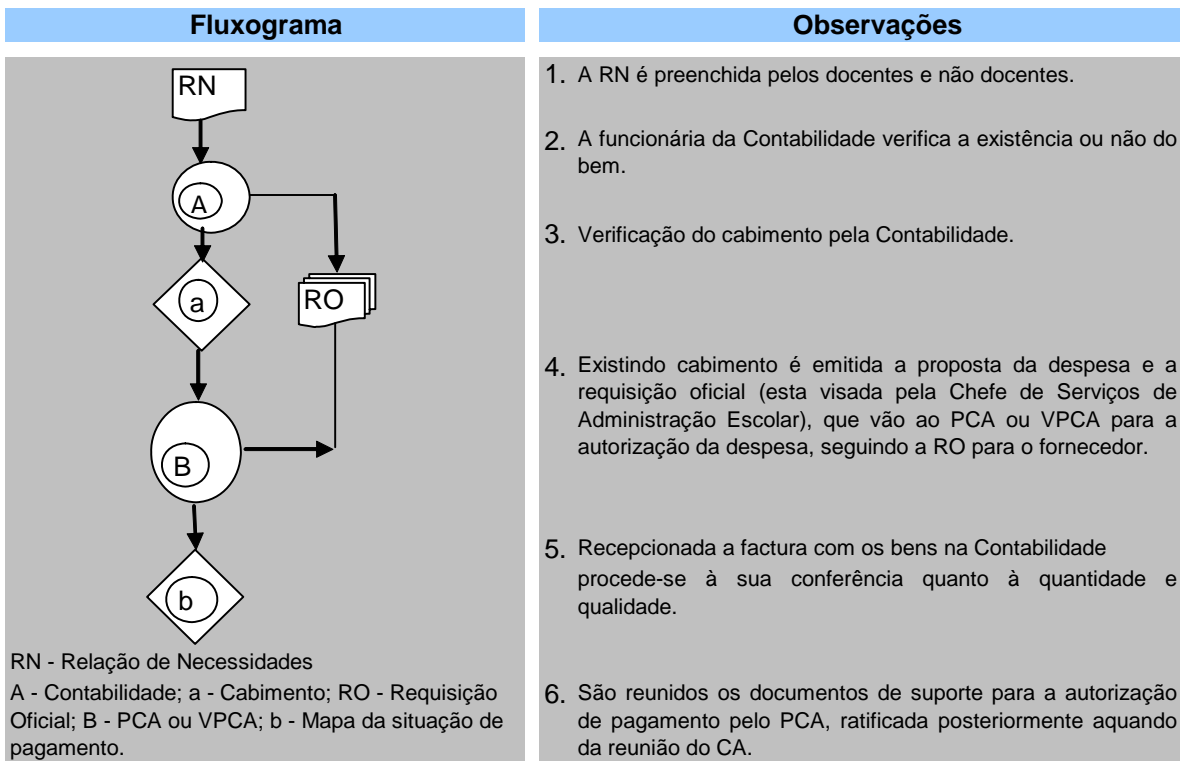 Fluxograma
RN
A
a
RO
B
b
RN - Relação de Necessidades
A - Contabilidade; a - Cabimento; RO - Requisição
Oficial; B - PCA ou VPCA; b - Mapa da situação de
pagamento.
Observações
1. A RN é preenchida pelos docentes e não docentes.
2. A funcionária da Contabilidade verifica a existência ou não do
bem.
3. Verificação do cabimento pela Contabilidade.
4. Existindo cabimento é emitida a proposta da despesa e a
requisição oficial (esta visada pela Chefe de Serviços de
Administração Escolar), que vão ao PCA ou VPCA para a
autorização da despesa, seguindo a RO para o fornecedor.
5. Recepcionada a factura com os bens na Contabilidade
procede-se à sua conferência quanto à quantidade e
qualidade.
6. São reunidos os documentos de suporte para a autorização
de pagamento pelo PCA, ratificada posteriormente aquando
da reunião do CA.